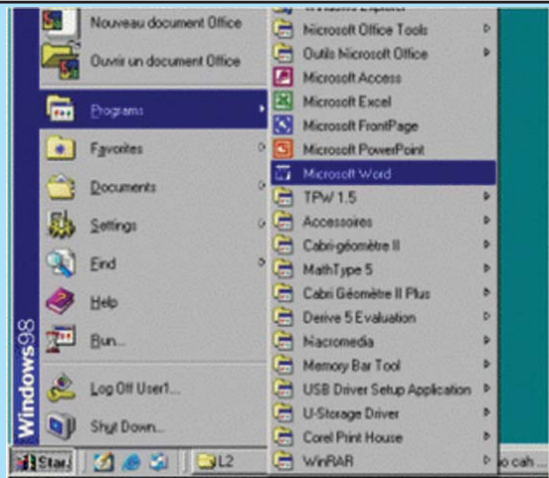 Nouveau document Office
Ouvrir un document Office
Programs
Favorites
Documents
Settings
Find
Help
Run...
Log Off User1...
Shut Down...
Windows98
Microsoft Office Tools
Outils Microsoft Office
Microsoft Access
Microsoft Excel
Microsoft FrontPage
Microsoft PowerPoint
Microsoft Word
TPW 1.5
Accessoires
Cabri-géomètre II
MathType 5
Cabri Géomètre II Plus
Derive 5 Evaluation
Macromedia
Memory Bar Tool
USB Driver Setup Application
U-Storage Driver
Corel Print House
WinRAR
Start
L2
cah ...